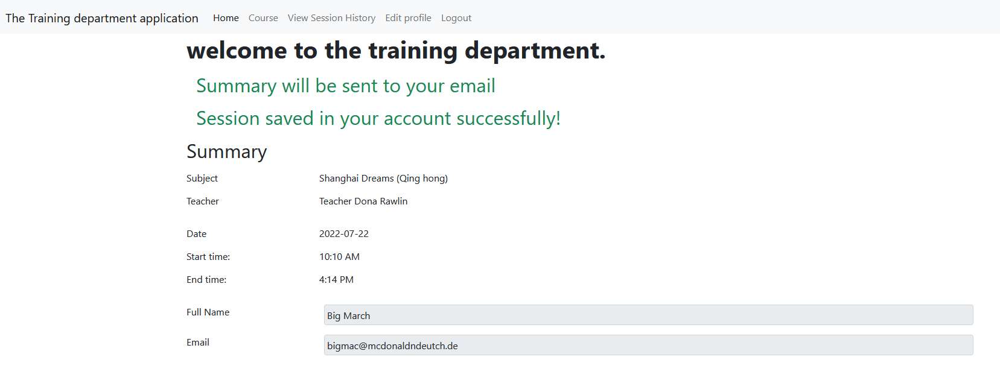 The Training department application Home Course View Session History Edit profile Logout
welcome to the training department.
Summary will be sent to your email
Session saved in your account successfully!
Summary
Subject Shanghai Dreams (Qing hong)
Teacher Teacher Dona Rawlin
Date 2022-07-22
Start time: 10:10 AM
End time: 4:14 PM
Full Name Big March
Email bigmac@mcdonaldndeutch.de